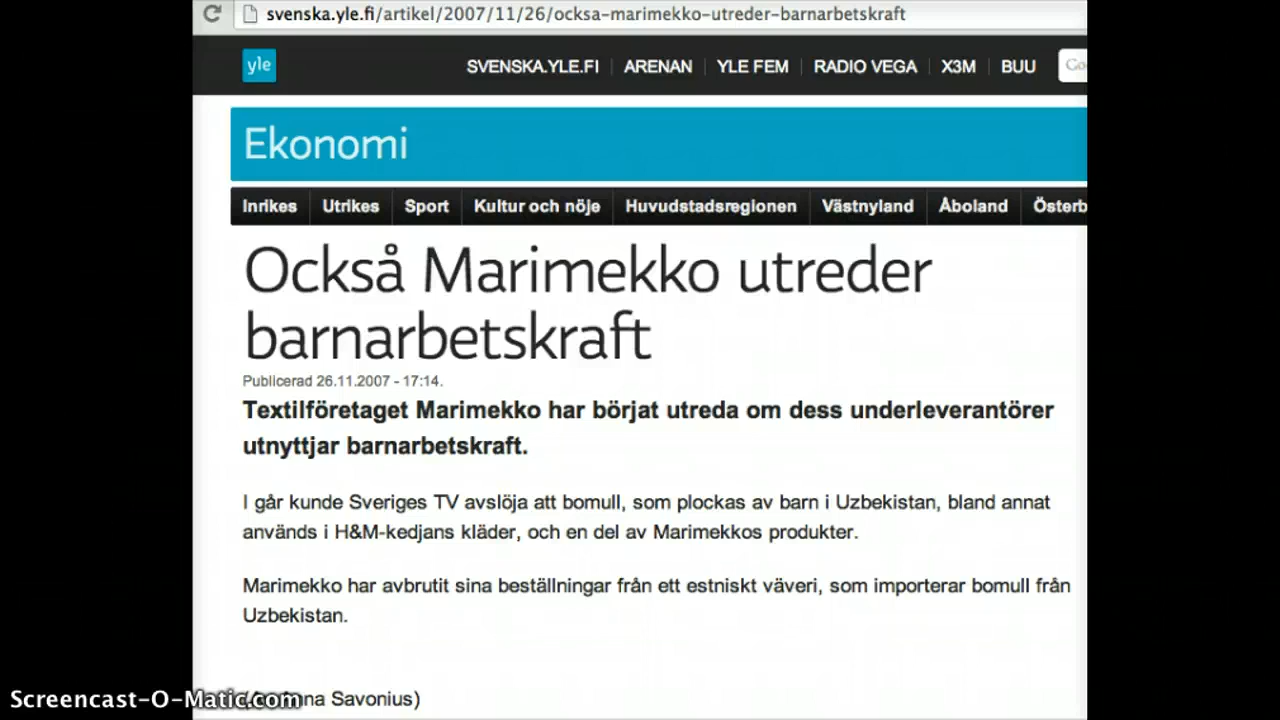 svenska.yle.fi/artikel/2007/11/26/ocksa-marimekko-utreder-barnarbetskraft
yle
SVENSKA.YLE.FI ARENAN YLE FEM RADIO VEGA X3M BUU
Ekonomi
Inrikes Utrikes Sport Kultur och nöje Huvudstadsregionen Västnyland Åboland Österb
Också Marimekko utreder
barnarbetskraft
Publicerad 26.11.2007 - 17:14.
Textilföretaget Marimekko har börjat utreda om dess underleverantörer
utnyttjar barnarbetskraft.
I går kunde Sveriges TV avslöja att bomull, som plockas av barn i Uzbekistan, bland annat
används i H&M-kedjans kläder, och en del av Marimekkos produkter.
Marimekko har avbrutit sina beställningar från ett estniskt väveri, som importerar bomull från
Uzbekistan.
Savonius)
Screencast-O-Matic.com